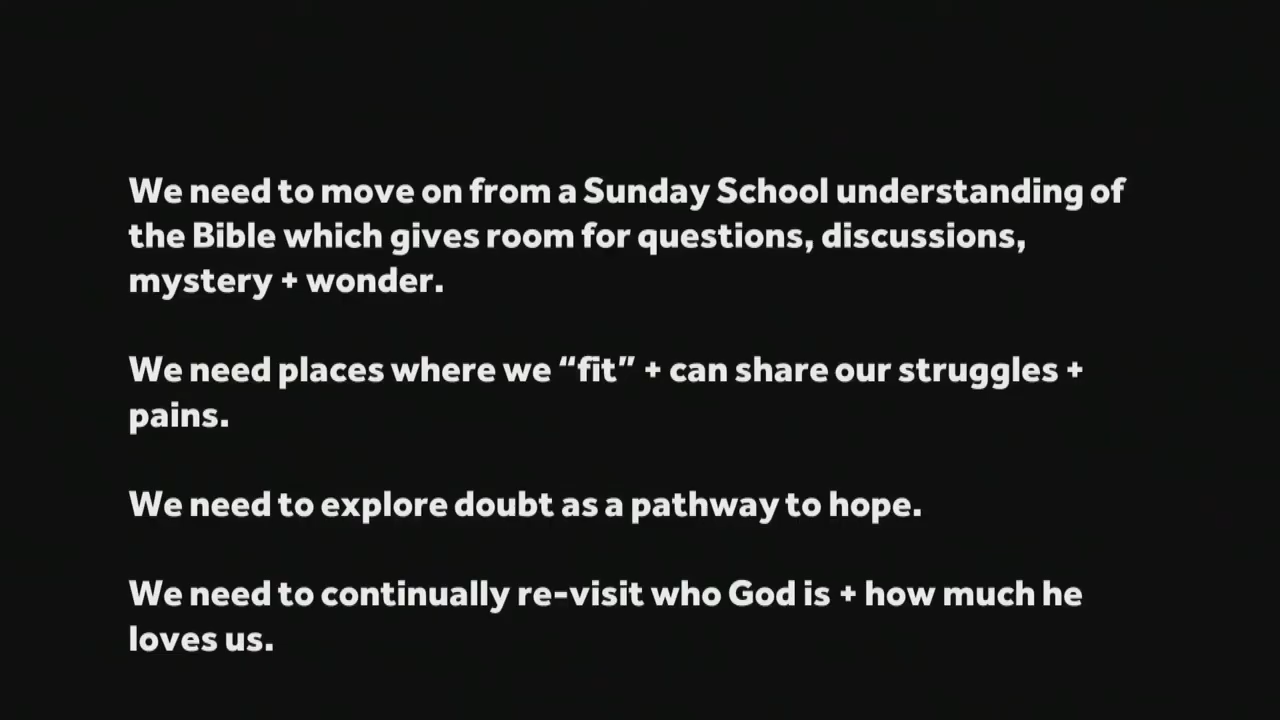 We need to move on from a Sunday School understanding of
the Bible which gives room for questions, discussions,
mystery + wonder.
We need places where we “fit” + can share our struggles +
pains.
We need to explore doubt as a pathway to hope.
We need to continually re-visit who God is + how much he
loves us.